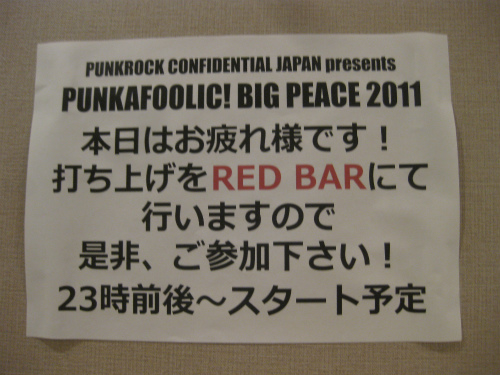 PUNKROCK CONFIDENTIAL JAPAN presents
PUNKAFOOLIC! BIG PEACE 2011
本日はお疲れ様です！
打ち上げをRED BARにて
行いますので
是非、ご参加下さい！
23時前後～スタート予定